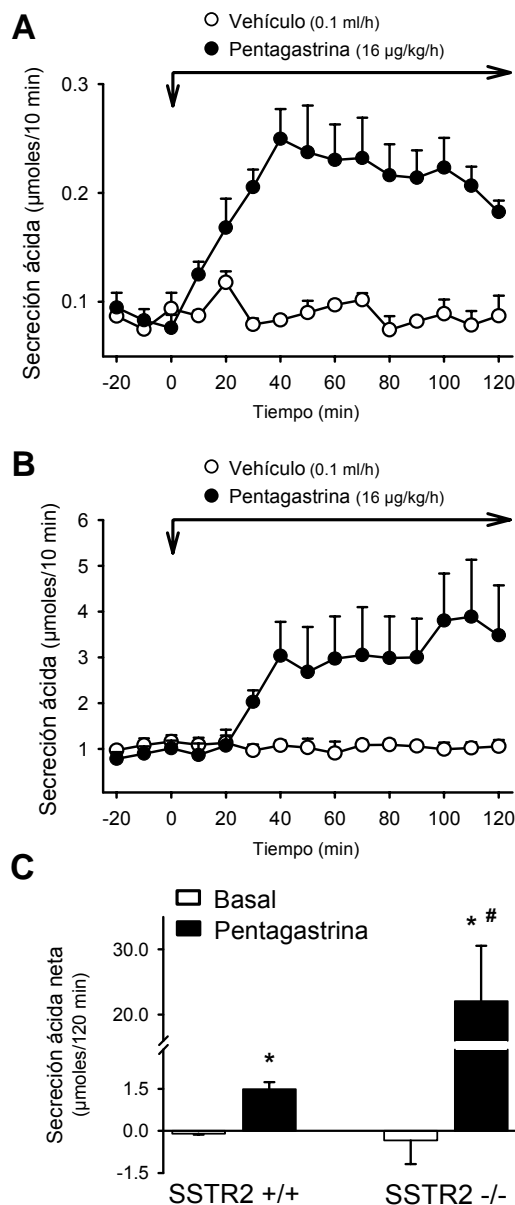 A
Vehículo (0.1 ml/h)
Pentagastrina (16 µg/kg/h)
Secreción ácida (µmoles/10 min)
0.3
0.2
0.1
-20 0 20 40 60 80 100 120
Tiempo (min)
B
Vehículo (0.1 ml/h)
Pentagastrina (16 µg/kg/h)
Secreción ácida (µmoles/10 min)
6
5
4
3
2
1
-20 0 20 40 60 80 100 120
Tiempo (min)
C
Basal
Pentagastrina
Secreción ácida neta
(µmoles/120 min)
30.0
20.0
1.5
0.0
-1.5
*
* #
SSTR2 +/+ SSTR2 -/-